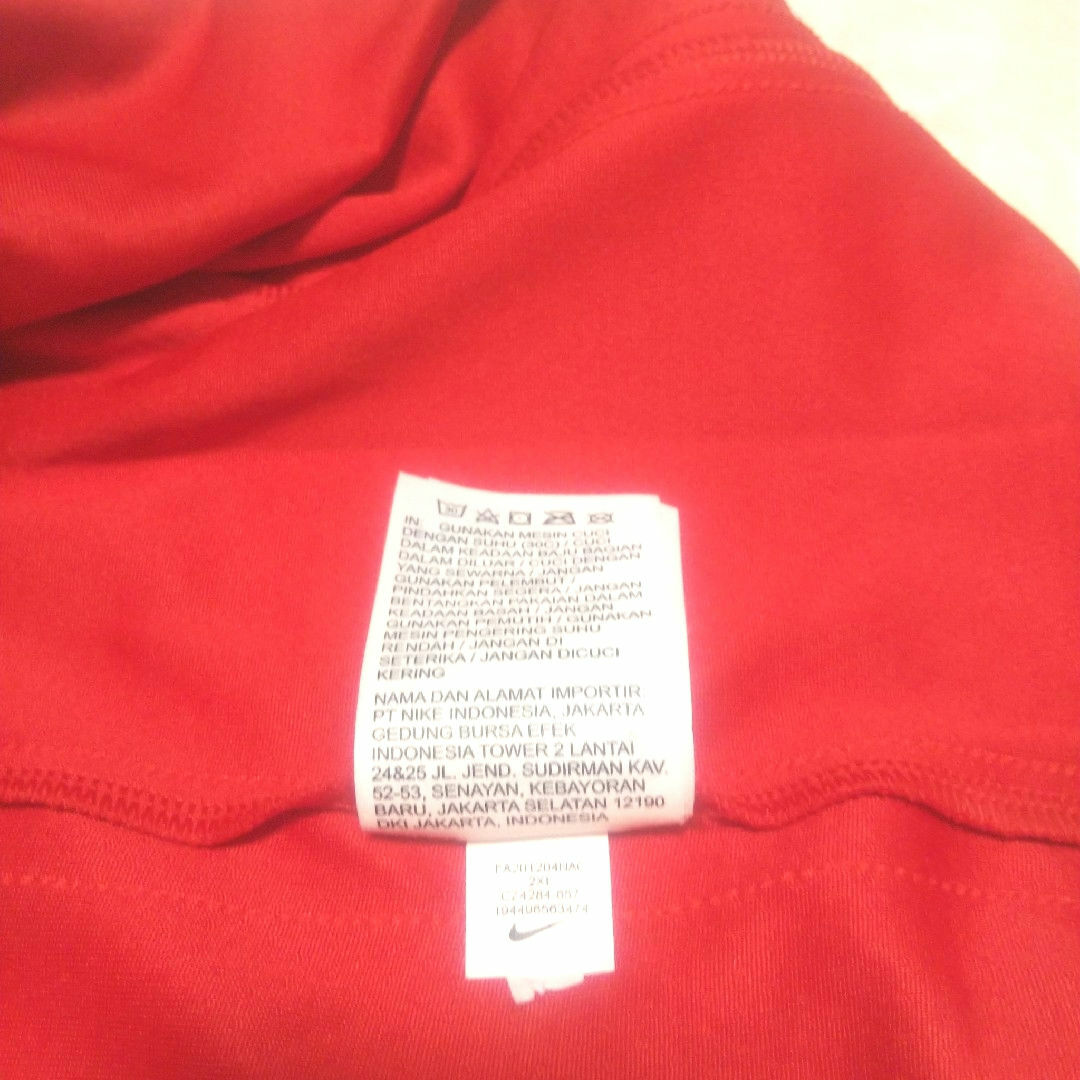 30
IN: GUNAKAN MESIN CUCI
DENGAN SUHU (30C) / CUCI
DALAM KEADAAN BAJU BAGIAN
DALAM DILUAR / CUCI DENGAN
YANG SEWARNA / JANGAN
GUNAKAN PELEMBUT /
PINDAHKAN SEGERA / JANGAN
BENTANGKAN PAKAIAN DALAM
KEADAAN BASAH / JANGAN
GUNAKAN PEMUTIH / GUNAKAN
MESIN PENGERING SUHU
RENDAH / JANGAN DI
SETERIKA / JANGAN DICUCI
KERING
NAMA DAN ALAMAT IMPORTIR
PT NIKE INDONESIA, JAKARTA
GEDUNG BURSA EFEK
INDONESIA TOWER 2 LANTAI
24&25 JL. JEND. SUDIRMAN KAV.
52-53, SENAYAN, KEBAYORAN
BARU, JAKARTA SELATAN 12190
DKI JAKARTA, INDONESIA
2XL
194496563474